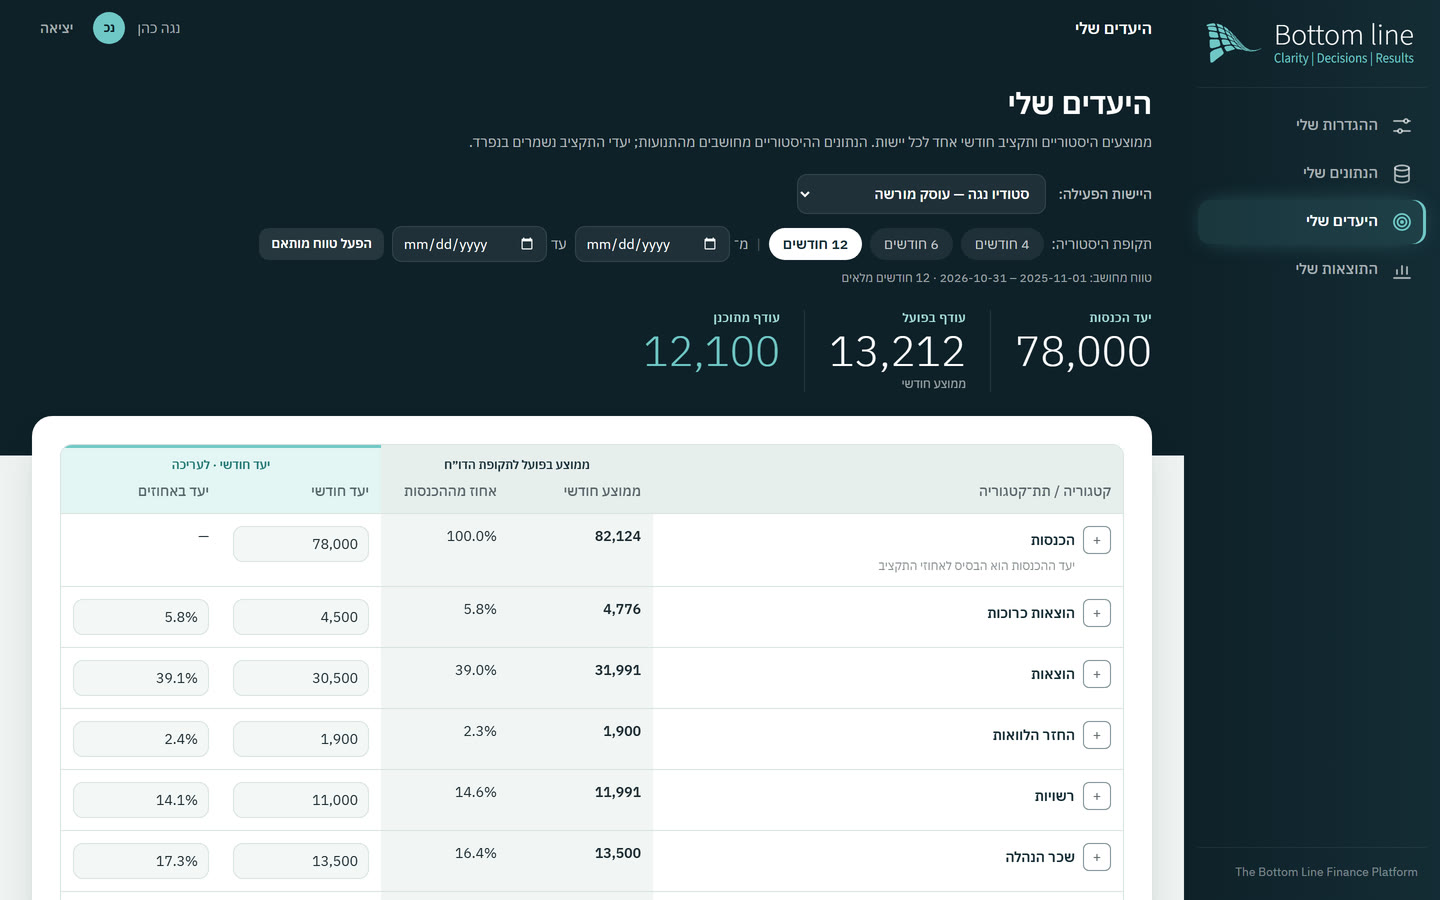 Bottom line
Clarity | Decisions | Results
ההגדרות שלי
הנתונים שלי
היעדים שלי
התוצאות שלי
The Bottom Line Finance Platform
היעדים שלי
נגה כהן
נכ
יציאה
היעדים שלי
ממוצעים היסטוריים ותקציב חודשי אחד לכל יישות. הנתונים ההיסטוריים מחושבים מהתנועות; יעדי התקציב נשמרים בנפרד.
היישות הפעילה: סטודיו נגה — עוסק מורשה
תקופת היסטוריה: 4 חודשים 6 חודשים 12 חודשים | מ־ mm/dd/yyyy עד mm/dd/yyyy הפעל טווח מותאם
טווח מחושב: 2025-11-01 – 2026-10-31 · 12 חודשים מלאים
יעד הכנסות עודף בפועל עודף מתוכנן
78,000 13,212 12,100
ממוצע חודשי
ממוצע בפועל לתקופת הדו״ח יעד חודשי · לעריכה
קטגוריה / תת־קטגוריה ממוצע חודשי אחוז מההכנסות יעד חודשי יעד באחוזים
+ הכנסות 82,124 100.0% 78,000 —
יעד ההכנסות הוא הבסיס לאחוזי התקציב
+ הוצאות כרוכות 4,776 5.8% 4,500 5.8%
+ הוצאות 31,991 39.0% 30,500 39.1%
+ החזר הלוואות 1,900 2.3% 1,900 2.4%
+ רשויות 11,991 14.6% 11,000 14.1%
+ שכר הנהלה 13,500 16.4% 13,500 17.3%